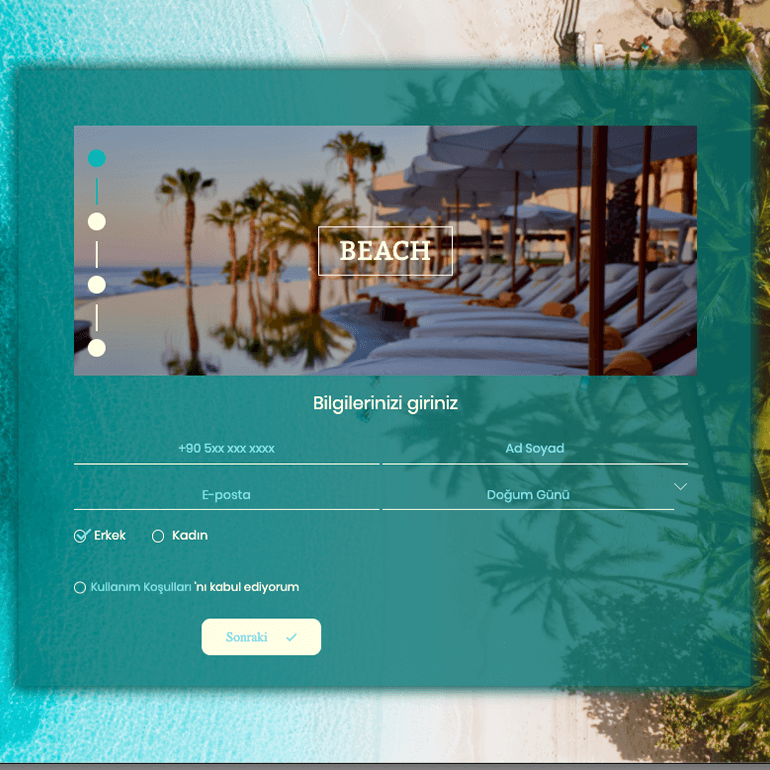 BEACH
Bilgilerinizi giriniz
+90 5xx xxx xxxx Ad Soyad
E-posta Doğum Günü
Erkek Kadın
Kullanım Koşulları 'nı kabul ediyorum
Sonraki